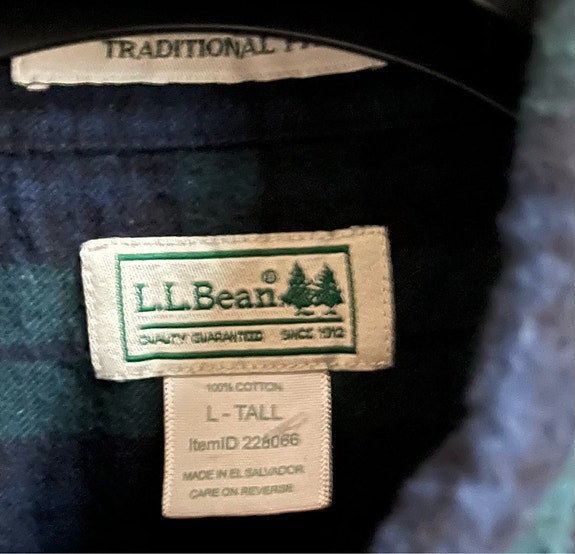 TRADITIONAL
L.L.Bean®
QUALITY GUARANTEED SINCE 1912
100% COTTON
L - TALL
ItemID 228066
MADE IN EL SALVADOR
CARE ON REVERSE